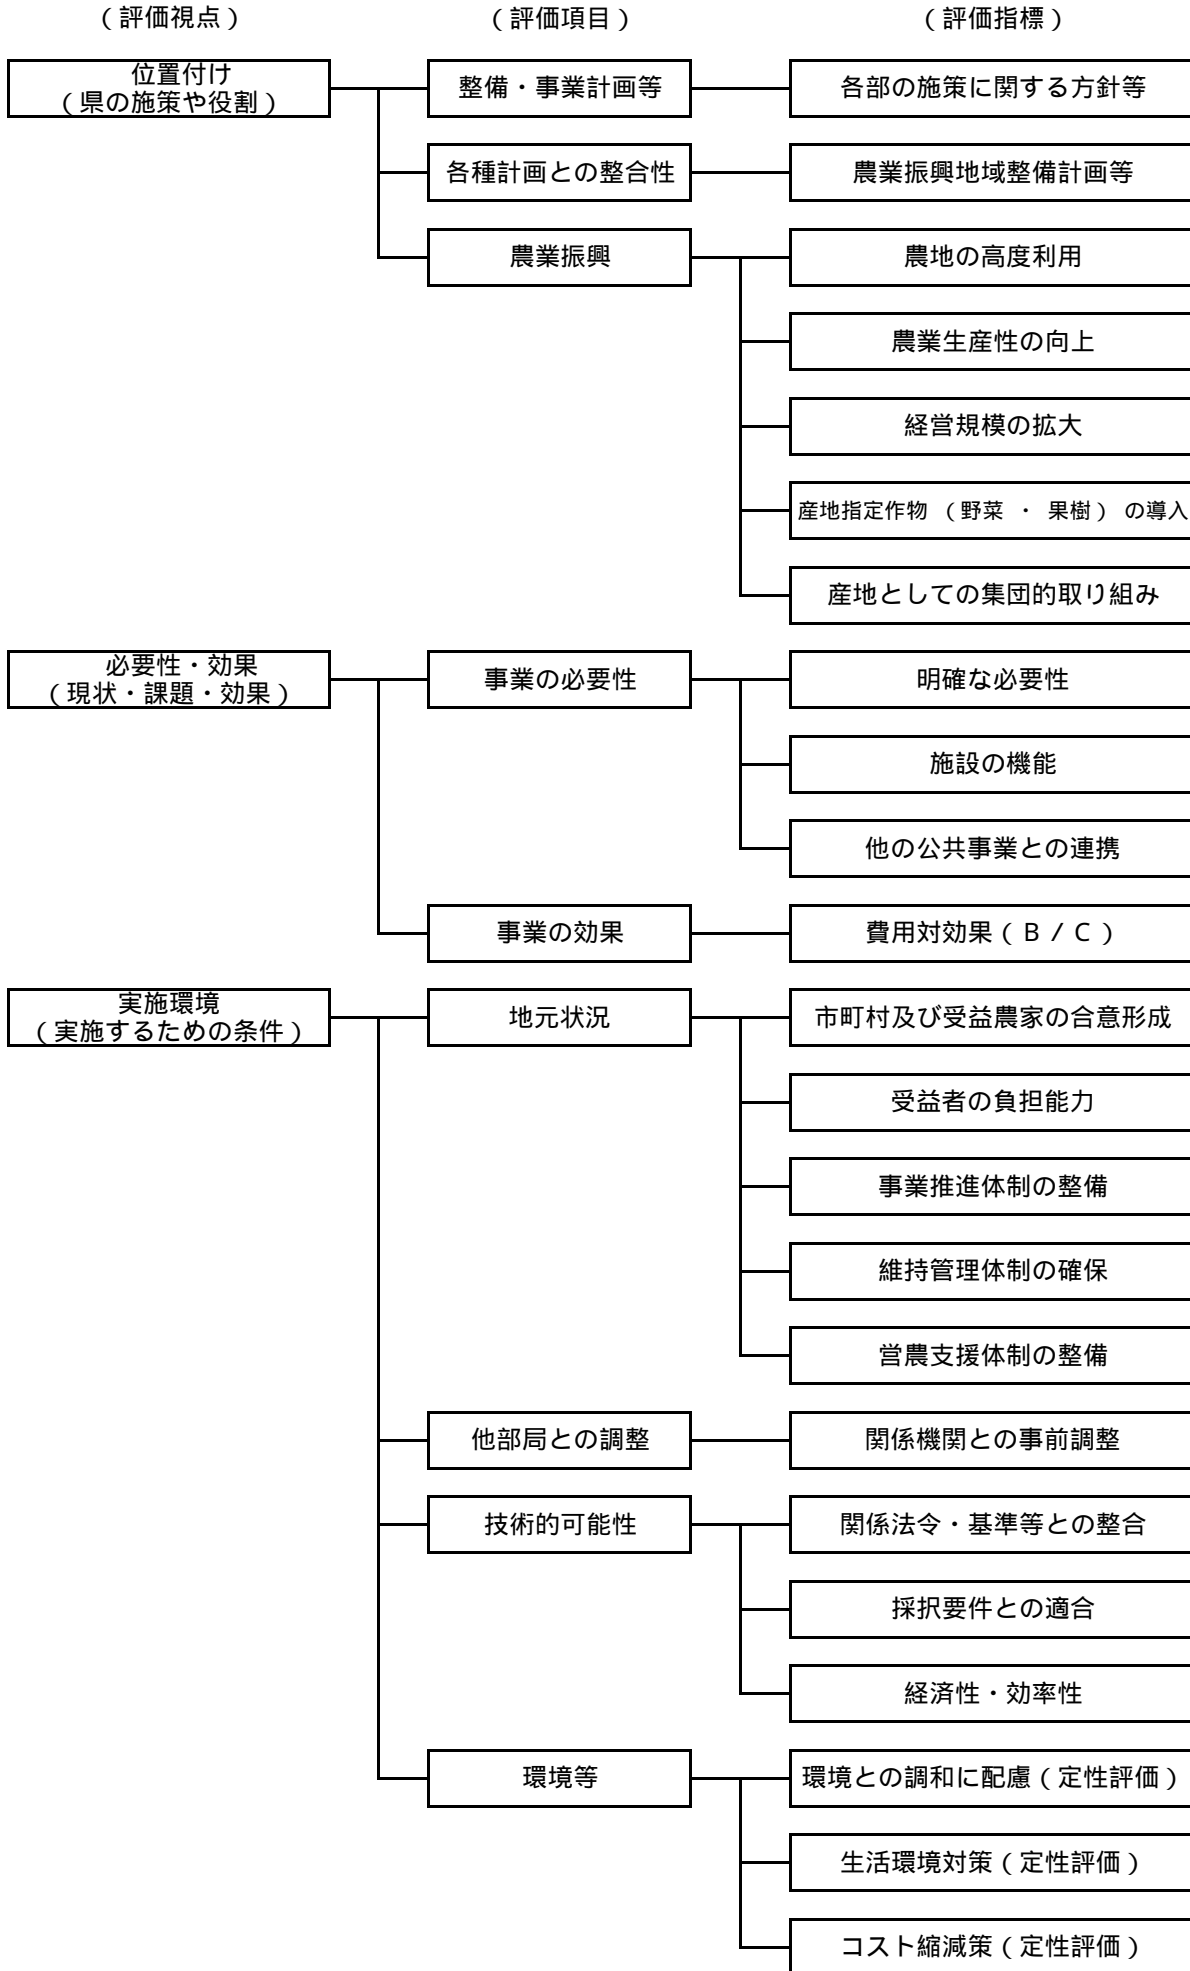 （評価視点）
（評価項目）
（評価指標）
位置付け
（県の施策や役割）
整備・事業計画等
各部の施策に関する方針等
各種計画との整合性
農業振興地域整備計画等
農業振興
農地の高度利用
農業生産性の向上
経営規模の拡大
産地指定作物 （野菜 ・ 果樹） の導入
産地としての集団的取り組み
必要性・効果
（現状・課題・効果）
事業の必要性
明確な必要性
施設の機能
他の公共事業との連携
事業の効果
費用対効果（Ｂ／Ｃ）
実施環境
（実施するための条件）
地元状況
市町村及び受益農家の合意形成
受益者の負担能力
事業推進体制の整備
維持管理体制の確保
営農支援体制の整備
他部局との調整
関係機関との事前調整
技術的可能性
関係法令・基準等との整合
採択要件との適合
経済性・効率性
環境等
環境との調和に配慮（定性評価）
生活環境対策（定性評価）
コスト縮減策（定性評価）